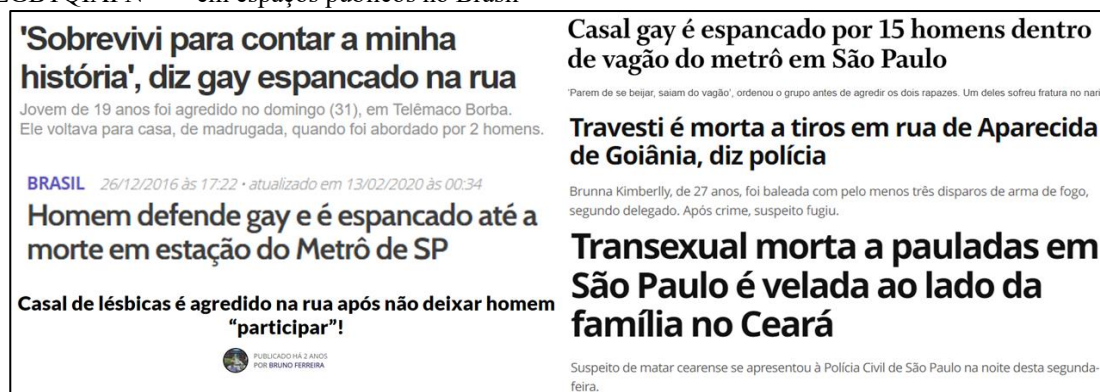 em espaços públicos no Brasil
'Sobrevivi para contar a minha
história', diz gay espancado na rua
Jovem de 19 anos foi agredido no domingo (31), em Telêmaco Borba.
Ele voltava para casa, de madrugada, quando foi abordado por 2 homens.
BRASIL 26/12/2016 às 17:22 • atualizado em 13/02/2020 às 00:34
Homem defende gay e é espancado até a
morte em estação do Metrô de SP
Casal de lésbicas é agredido na rua após não deixar homem
“participar”!
PUBLICADO HÁ 2 ANOS
POR BRUNO FERREIRA
Casal gay é espancado por 15 homens dentro
de vagão do metrô em São Paulo
'Parem de se beijar, saiam do vagão', ordenou o grupo antes de agredir os dois rapazes. Um deles sofreu fratura no nari
Travesti é morta a tiros em rua de Aparecida
de Goiânia, diz polícia
Brunna Kimberlly, de 27 anos, foi baleada com pelo menos três disparos de arma de fogo,
segundo delegado. Após crime, suspeito fugiu.
Transexual morta a pauladas em
São Paulo é velada ao lado da
família no Ceará
Suspeito de matar cearense se apresentou à Polícia Civil de São Paulo na noite desta segunda-
feira.